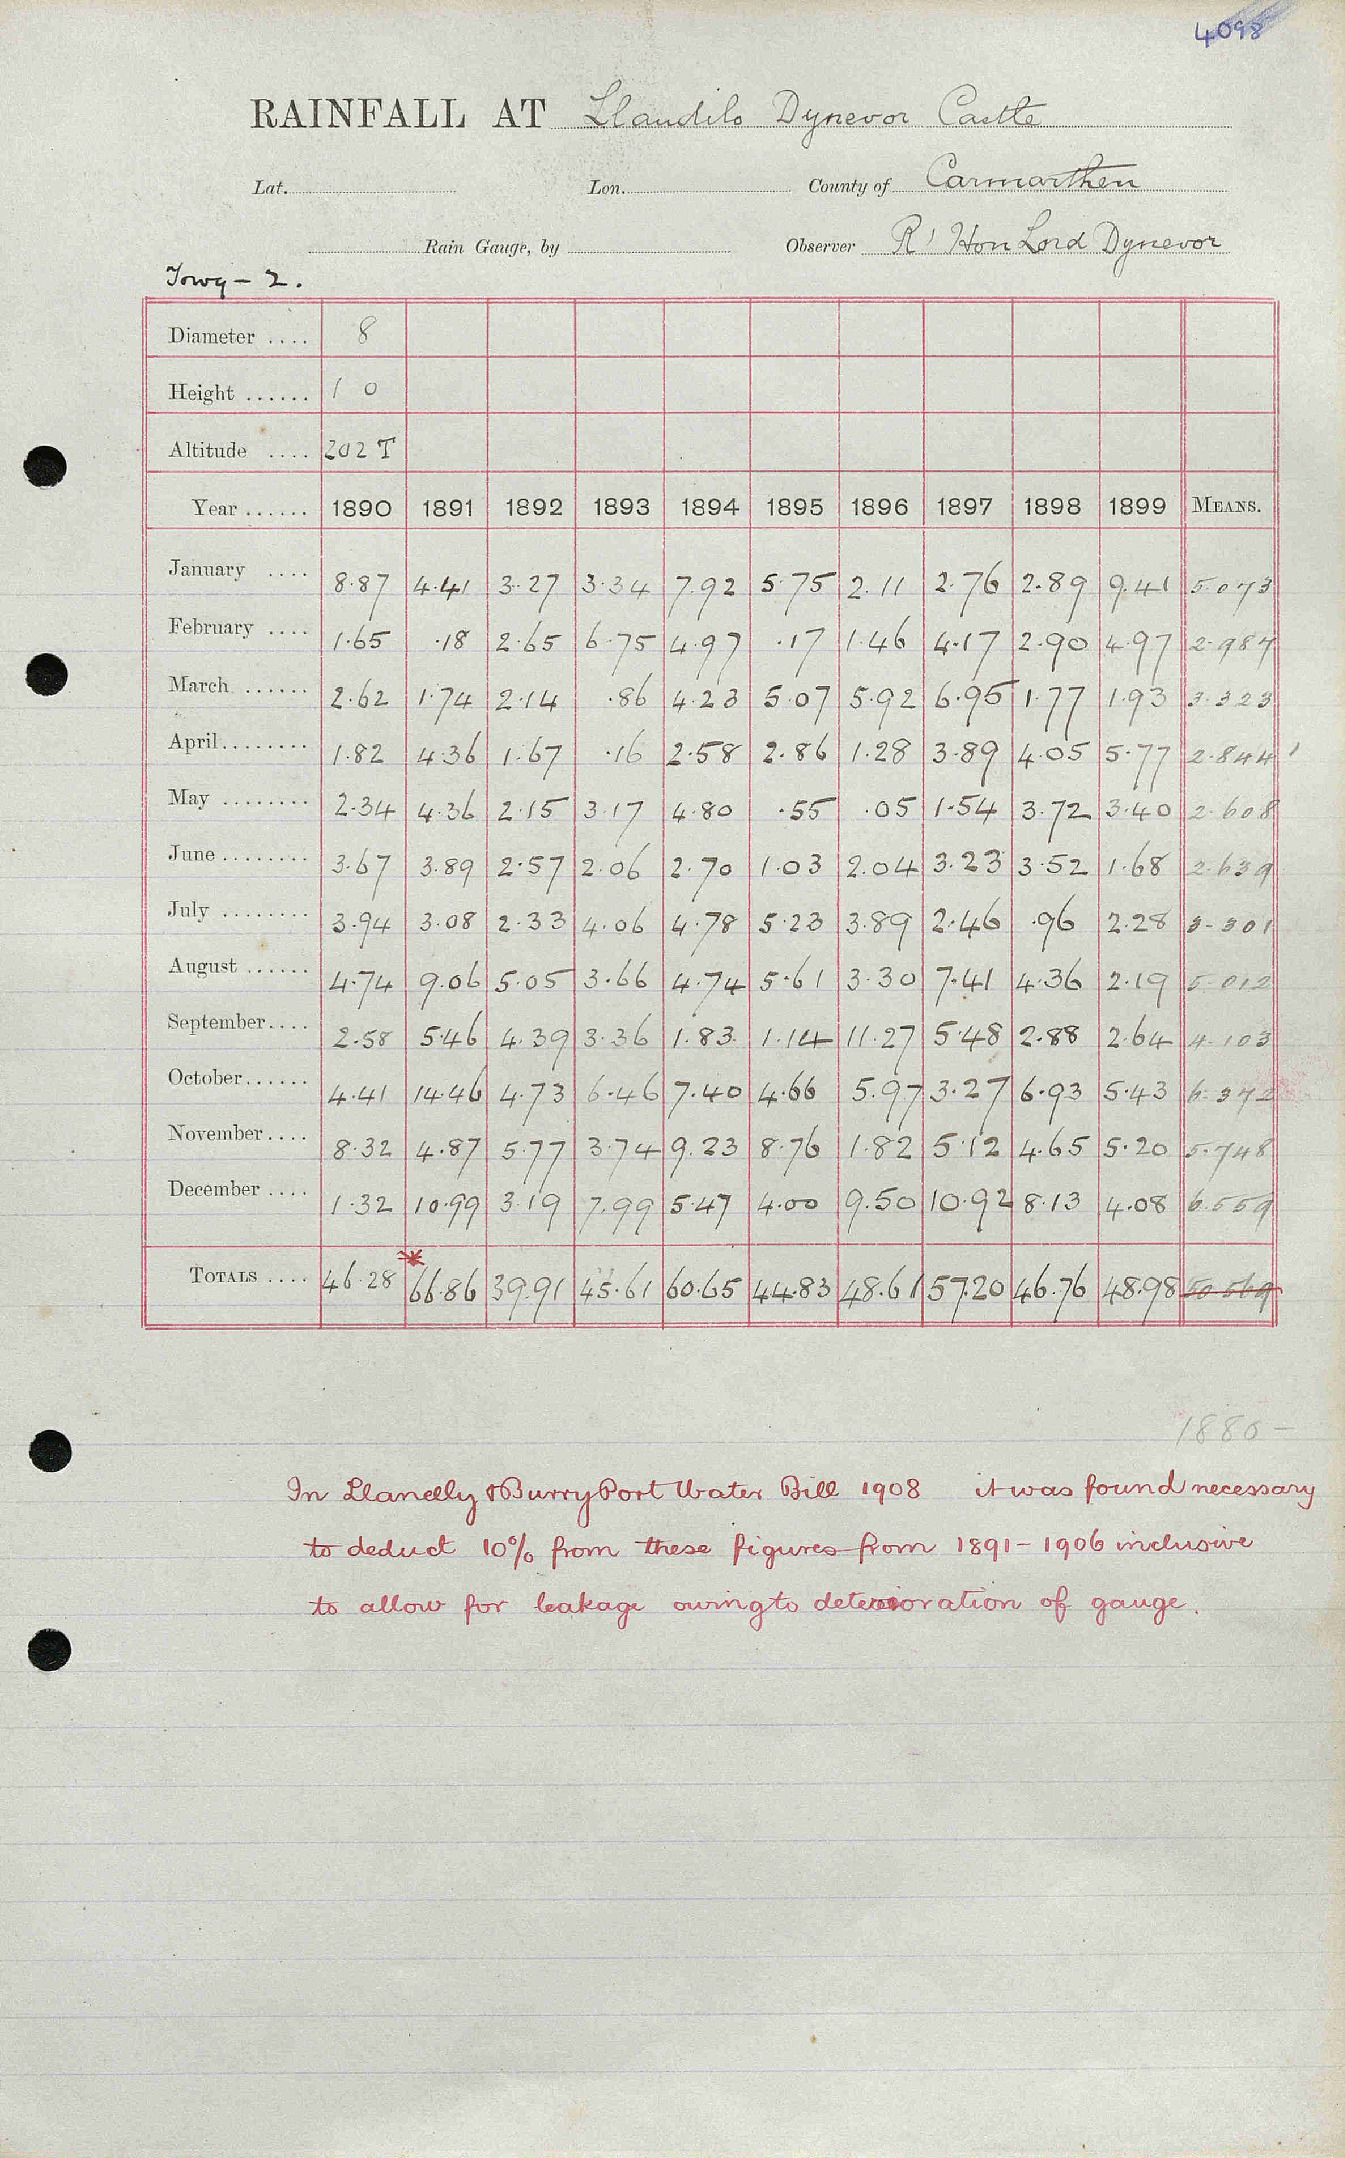 4098
RAINFALL AT Llandilo Dynevor Castle
Lat. Lon. County of Carmarthen
Rain Gauge, by Observer Rt Hon Lord Dynevor
Towy - 2.
Diameter .... 8
Height ...... 1 0
Altitude .... 202 T
Year ...... 1890 1891 1892 1893 1894 1895 1896 1897 1898 1899 MEANS.
January .... 8.87 4.41 3.27 3.34 7.92 5.75 2.11 2.76 2.89 9.41 5.073
February .... 1.65 .18 2.65 6.75 4.97 .17 1.46 4.17 2.90 4.97 2.987
March ...... 2.62 1.74 2.14 .86 4.23 5.07 5.92 6.95 1.77 1.93 3.323
April ........ 1.82 4.36 1.67 .16 2.58 2.86 1.28 3.89 4.05 5.77 2.844
May ........ 2.34 4.36 2.15 3.17 4.80 .55 .05 1.54 3.72 3.40 2.608
June ........ 3.67 3.89 2.57 2.06 2.70 1.03 2.04 3.23 3.52 1.68 2.639
July ........ 3.94 3.08 2.33 4.06 4.78 5.23 3.89 2.46 .96 2.28 3.301
August ...... 4.74 9.06 5.05 3.66 4.74 5.61 3.30 7.41 4.36 2.19 5.012
September .... 2.58 5.46 4.39 3.36 1.83 1.14 11.27 5.48 2.88 2.64 4.103
October ...... 4.41 14.46 4.73 6.46 7.40 4.66 5.97 3.27 6.93 5.43 6.372
November .... 8.32 4.87 5.77 3.74 9.23 8.76 1.82 5.12 4.65 5.20 5.748
December .... 1.32 10.99 3.19 7.99 5.47 4.00 9.50 10.92 8.13 4.08 6.559
TOTALS .... 46.28 66.86 39.91 45.61 60.65 44.83 48.61 57.20 46.76 48.98 50.569
1880-
In Llanelly & Burry Port Water Bill 1908 it was found necessary
to deduct 10% from these figures from 1891-1906 inclusive
to allow for leakage owing to deterioration of gauge.